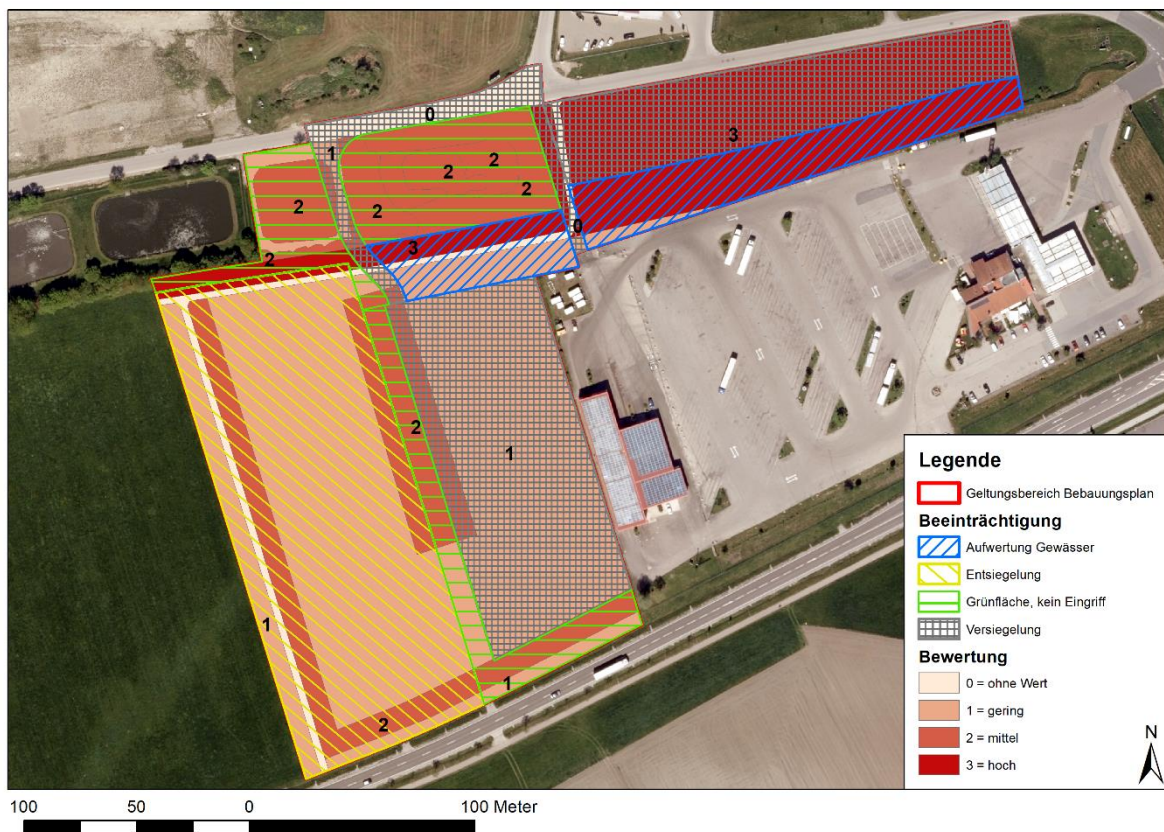 0
3
1
2
2
2
2
2
2
0
3
2
2
1
1
2
1
Legende
Geltungsbereich Bebauungsplan
Beeinträchtigung
Aufwertung Gewässer
Entsiegelung
Grünfläche, kein Eingriff
Versiegelung
Bewertung
0 = ohne Wert
1 = gering
2 = mittel
3 = hoch
N
100 50 0 100 Meter